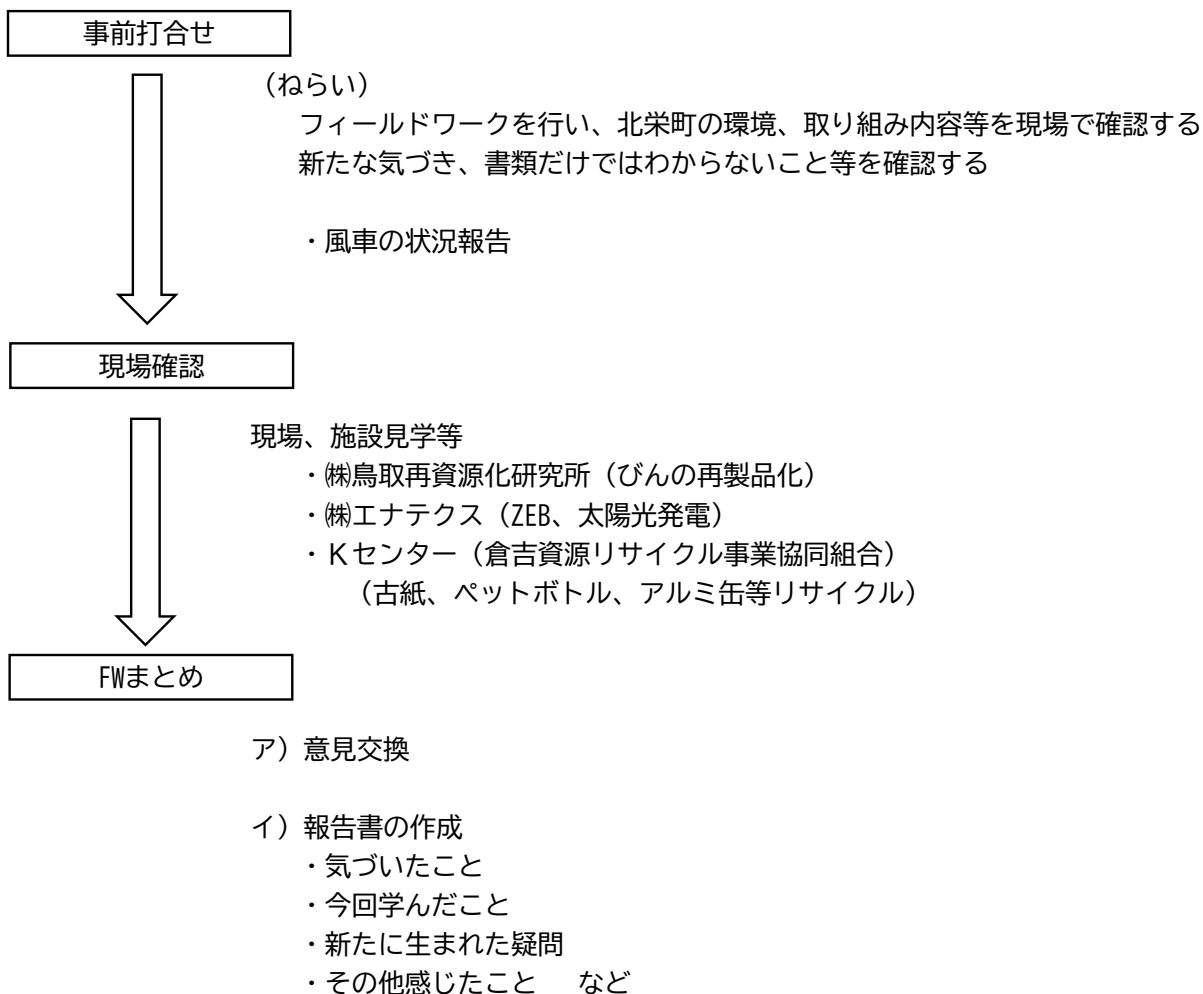 事前打合せ
（ねらい）
フィールドワークを行い、北栄町の環境、取り組み内容等を現場で確認する
新たな気づき、書類だけではわからないこと等を確認する
・風車の状況報告
現場確認
現場、施設見学等
・㈱鳥取再資源化研究所（びんの再製品化）
・㈱エナテクス（ZEB、太陽光発電）
・Ｋセンター（倉吉資源リサイクル事業協同組合）
（古紙、ペットボトル、アルミ缶等リサイクル）
FWまとめ
ア）意見交換
イ）報告書の作成
・気づいたこと
・今回学んだこと
・新たに生まれた疑問
・その他感じたこと　など